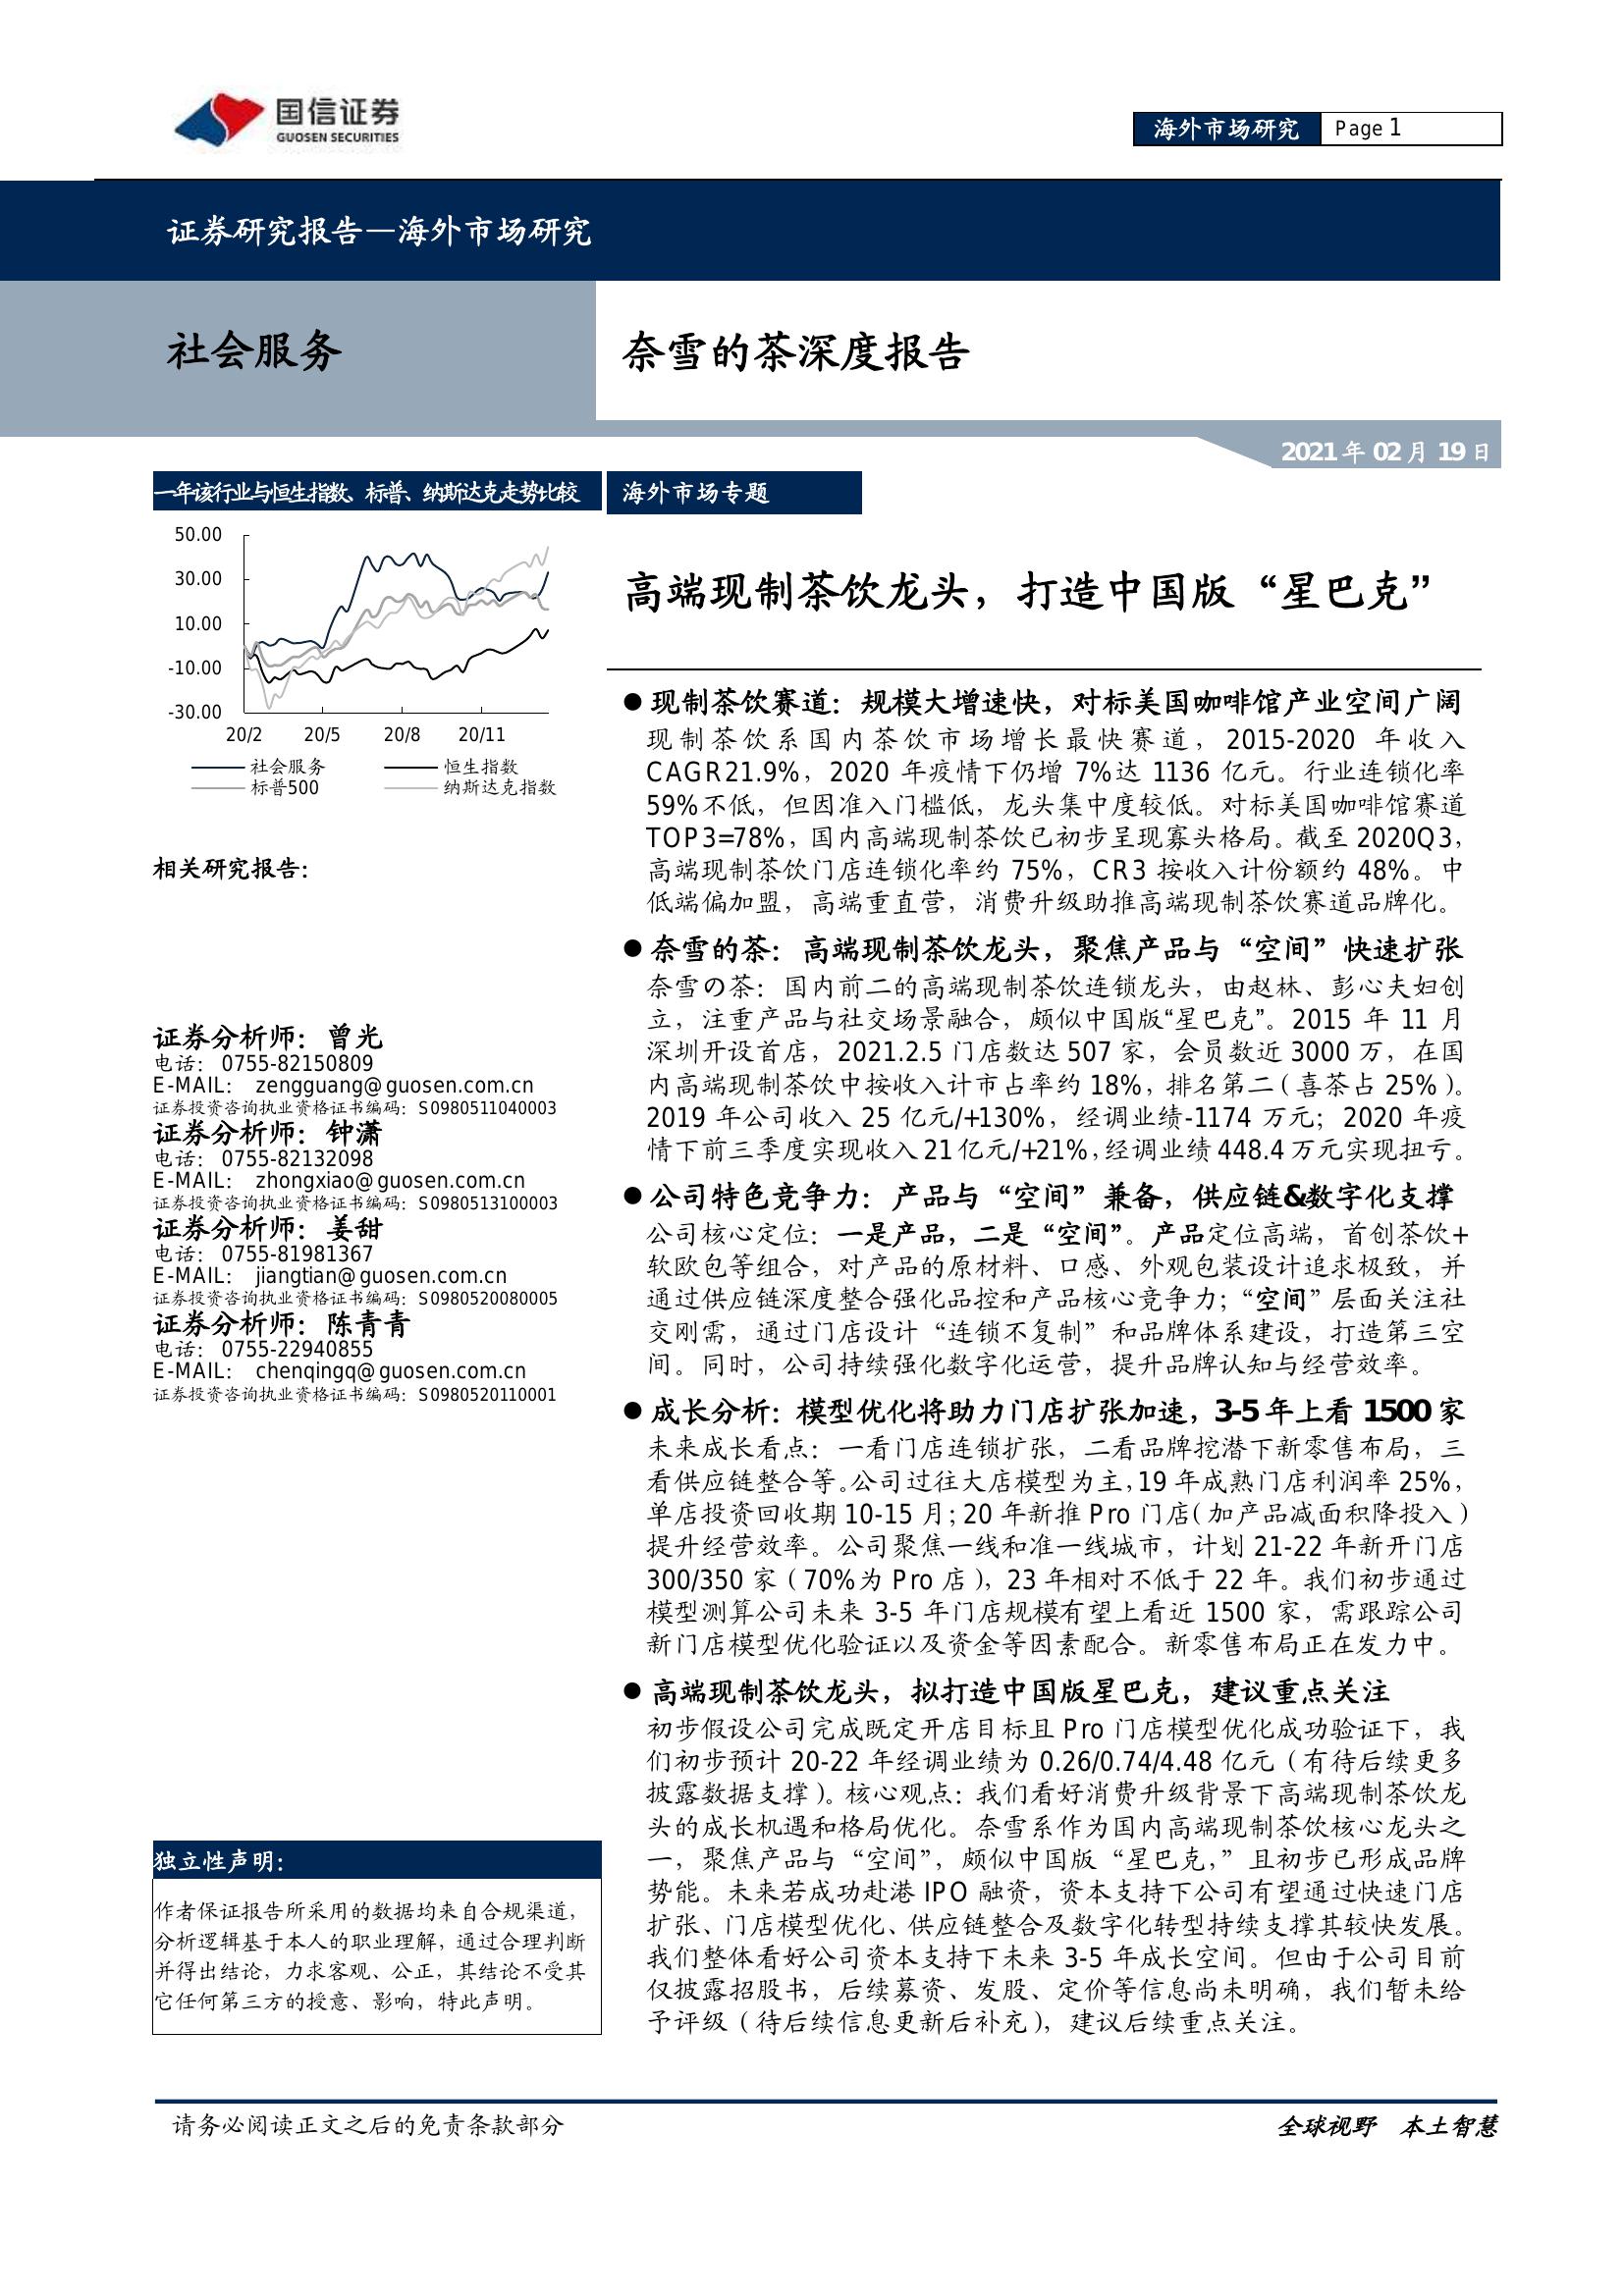 国信证券
GUOSEN SECURITIES
海外市场研究
Page 1
证券研究报告—海外市场研究
社会服务
奈雪的茶深度报告
2021 年 02 月 19 日
一年该行业与恒生指数、标普、纳斯达克走势比较
50.00
30.00
10.00
-10.00
-30.00
20/2 20/5 20/8 20/11
社会服务 恒生指数
标普500 纳斯达克指数
相关研究报告：
证券分析师：曾光
电话： 0755-82150809
E-MAIL： zengguang@guosen.com.cn
证券投资咨询执业资格证书编码：S0980511040003
证券分析师：钟潇
电话： 0755-82132098
E-MAIL： zhongxiao@guosen.com.cn
证券投资咨询执业资格证书编码：S0980513100003
证券分析师：姜甜
电话： 0755-81981367
E-MAIL： jiangtian@guosen.com.cn
证券投资咨询执业资格证书编码：S0980520080005
证券分析师：陈青青
电话： 0755-22940855
E-MAIL： chenqingq@guosen.com.cn
证券投资咨询执业资格证书编码：S0980520110001
独立性声明：
作者保证报告所采用的数据均来自合规渠道，
分析逻辑基于本人的职业理解，通过合理判断
并得出结论，力求客观、公正，其结论不受其
它任何第三方的授意、影响，特此声明。
海外市场专题
高端现制茶饮龙头，打造中国版“星巴克”
● 现制茶饮赛道：规模大增速快，对标美国咖啡馆产业空间广阔
现制茶饮系国内茶饮市场增长最快赛道，2015-2020 年收入
CAGR21.9%，2020 年疫情下仍增 7%达 1136 亿元。行业连锁化率
59%不低，但因准入门槛低，龙头集中度较低。对标美国咖啡馆赛道
TOP3=78%，国内高端现制茶饮已初步呈现寡头格局。截至 2020Q3，
高端现制茶饮门店连锁化率约 75%，CR3 按收入计份额约 48%。中
低端偏加盟，高端重直营，消费升级助推高端现制茶饮赛道品牌化。
● 奈雪的茶：高端现制茶饮龙头，聚焦产品与“空间”快速扩张
奈雪の茶：国内前二的高端现制茶饮连锁龙头，由赵林、彭心夫妇创
立，注重产品与社交场景融合，颇似中国版“星巴克”。2015 年 11 月
深圳开设首店，2021.2.5 门店数达 507 家，会员数近 3000 万，在国
内高端现制茶饮中按收入计市占率约 18%，排名第二（喜茶占 25%）。
2019 年公司收入 25 亿元/+130%，经调业绩-1174 万元；2020 年疫
情下前三季度实现收入 21 亿元/+21%，经调业绩 448.4 万元实现扭亏。
● 公司特色竞争力：产品与“空间”兼备，供应链&数字化支撑
公司核心定位：一是产品，二是“空间”。产品定位高端，首创茶饮+
软欧包等组合，对产品的原材料、口感、外观包装设计追求极致，并
通过供应链深度整合强化品控和产品核心竞争力；“空间”层面关注社
交刚需，通过门店设计“连锁不复制”和品牌体系建设，打造第三空
间。同时，公司持续强化数字化运营，提升品牌认知与经营效率。
● 成长分析：模型优化将助力门店扩张加速，3-5 年上看 1500 家
未来成长看点：一看门店连锁扩张，二看品牌挖潜下新零售布局，三
看供应链整合等。公司过往大店模型为主，19 年成熟门店利润率 25%，
单店投资回收期 10-15 月；20 年新推 Pro 门店（加产品减面积降投入）
提升经营效率。公司聚焦一线和准一线城市，计划 21-22 年新开门店
300/350 家（70%为 Pro 店），23 年相对不低于 22 年。我们初步通过
模型测算公司未来 3-5 年门店规模有望上看近 1500 家，需跟踪公司
新门店模型优化验证以及资金等因素配合。新零售布局正在发力中。
● 高端现制茶饮龙头，拟打造中国版星巴克，建议重点关注
初步假设公司完成既定开店目标且 Pro 门店模型优化成功验证下，我
们初步预计 20-22 年经调业绩为 0.26/0.74/4.48 亿元（有待后续更多
披露数据支撑）。核心观点：我们看好消费升级背景下高端现制茶饮龙
头的成长机遇和格局优化。奈雪系作为国内高端现制茶饮核心龙头之
一，聚焦产品与“空间”，颇似中国版“星巴克，”且初步已形成品牌
势能。未来若成功赴港 IPO 融资，资本支持下公司有望通过快速门店
扩张、门店模型优化、供应链整合及数字化转型持续支撑其较快发展。
我们整体看好公司资本支持下未来 3-5 年成长空间。但由于公司目前
仅披露招股书，后续募资、发股、定价等信息尚未明确，我们暂未给
予评级（待后续信息更新后补充），建议后续重点关注。
请务必阅读正文之后的免责条款部分
全球视野 本土智慧